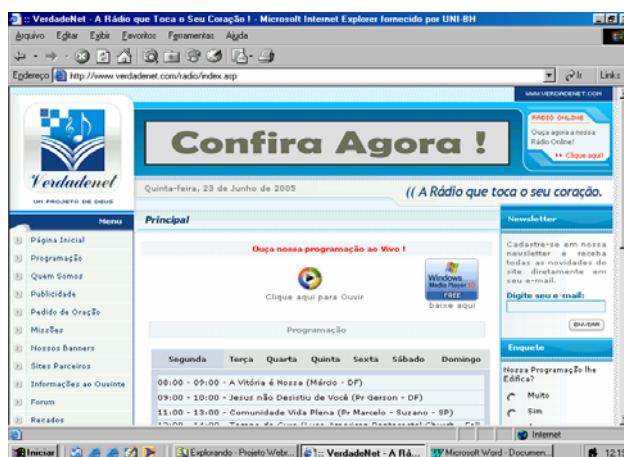 :: VerdadeNet - A Rádio que Toca o Seu Coração ! - Microsoft Internet Explorer fornecido por UNI-BH
Arquivo Editar Exibir Favoritos Ferramentas Ajuda
Endereço http://www.verdadenet.com/radio/index.asp Ir Links
WWW.VERDADENET.COM
Confira Agora !
RADIO ONLINE
Ouça agora a nossa
Rádio Online!
Clique aqui!
Verdadenet
UM PROJETO DE DEUS
Quinta-feira, 23 de Junho de 2005
(( A Rádio que toca o seu coração.
Menu
Página Inicial
Programação
Quem Somos
Publicidade
Pedido de Oração
Missões
Nossos Banners
Sites Parceiros
Informações ao Ouvinte
Forum
Recados
Principal
Ouça nossa programação ao Vivo !
Clique aqui para Ouvir
Windows
Media Player 10
FREE
baixe aqui
Programação
Segunda Terça Quarta Quinta Sexta Sábado Domingo
00:00 - 09:00 - A Vitória é Nossa (Márcio - DF)
09:00 - 10:00 - Jesus não Desistiu de Você (Pr Gerson - DF)
11:00 - 13:00 - Comunidade Vida Plena (Pr Marcelo - Suzano - SP)
Newsletter
Cadastre-se em nossa
newsletter e receba
todas as novidades do
site diretamente em
seu e-mail.
Digite seu e-mail:
ENVIAR
Enquete
Nossa Programação lhe
Edifica?
Muito
Sim
Internet
Iniciar
Explorando - Projeto Webr...
:: VerdadeNet - A Rá...
Microsoft Word - Documen...
12:15